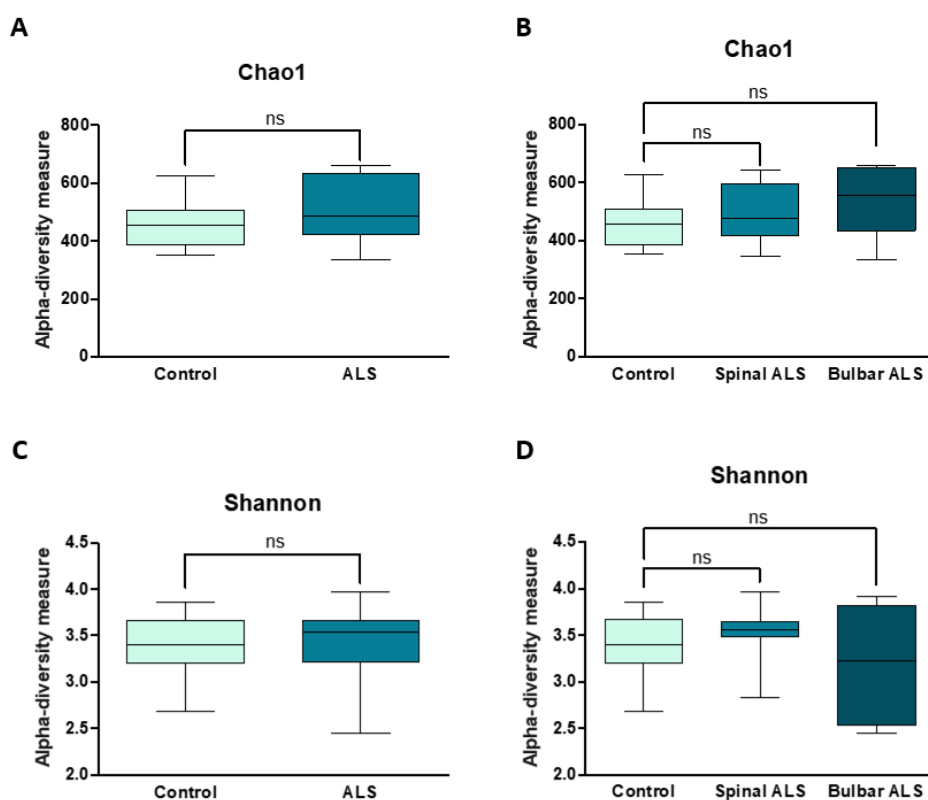 A
Chao1
ns
Alpha-diversity measure
800
600
400
200
0
Control ALS
B
Chao1
ns
ns
Alpha-diversity measure
800
600
400
200
0
Control Spinal ALS Bulbar ALS
C
Shannon
ns
Alpha-diversity measure
4.5
4.0
3.5
3.0
2.5
2.0
Control ALS
D
Shannon
ns
ns
Alpha-diversity measure
4.5
4.0
3.5
3.0
2.5
2.0
Control Spinal ALS Bulbar ALS